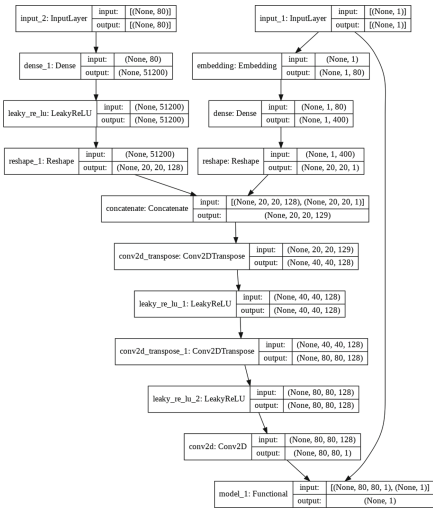 input_2: InputLayer input: [(None, 80)]
output: [(None, 80)]
input_1: InputLayer input: [(None, 1)]
output: [(None, 1)]
dense_1: Dense input: (None, 80)
output: (None, 51200)
embedding: Embedding input: (None, 1)
output: (None, 1, 80)
leaky_re_lu: LeakyReLU input: (None, 51200)
output: (None, 51200)
dense: Dense input: (None, 1, 80)
output: (None, 1, 400)
reshape_1: Reshape input: (None, 51200)
output: (None, 20, 20, 128)
reshape: Reshape input: (None, 1, 400)
output: (None, 20, 20, 1)
concatenate: Concatenate input: [(None, 20, 20, 128), (None, 20, 20, 1)]
output: (None, 20, 20, 129)
conv2d_transpose: Conv2DTranspose input: (None, 20, 20, 129)
output: (None, 40, 40, 128)
leaky_re_lu_1: LeakyReLU input: (None, 40, 40, 128)
output: (None, 40, 40, 128)
conv2d_transpose_1: Conv2DTranspose input: (None, 40, 40, 128)
output: (None, 80, 80, 128)
leaky_re_lu_2: LeakyReLU input: (None, 80, 80, 128)
output: (None, 80, 80, 128)
conv2d: Conv2D input: (None, 80, 80, 128)
output: (None, 80, 80, 1)
model_1: Functional input: [(None, 80, 80, 1), (None, 1)]
output: (None, 1)